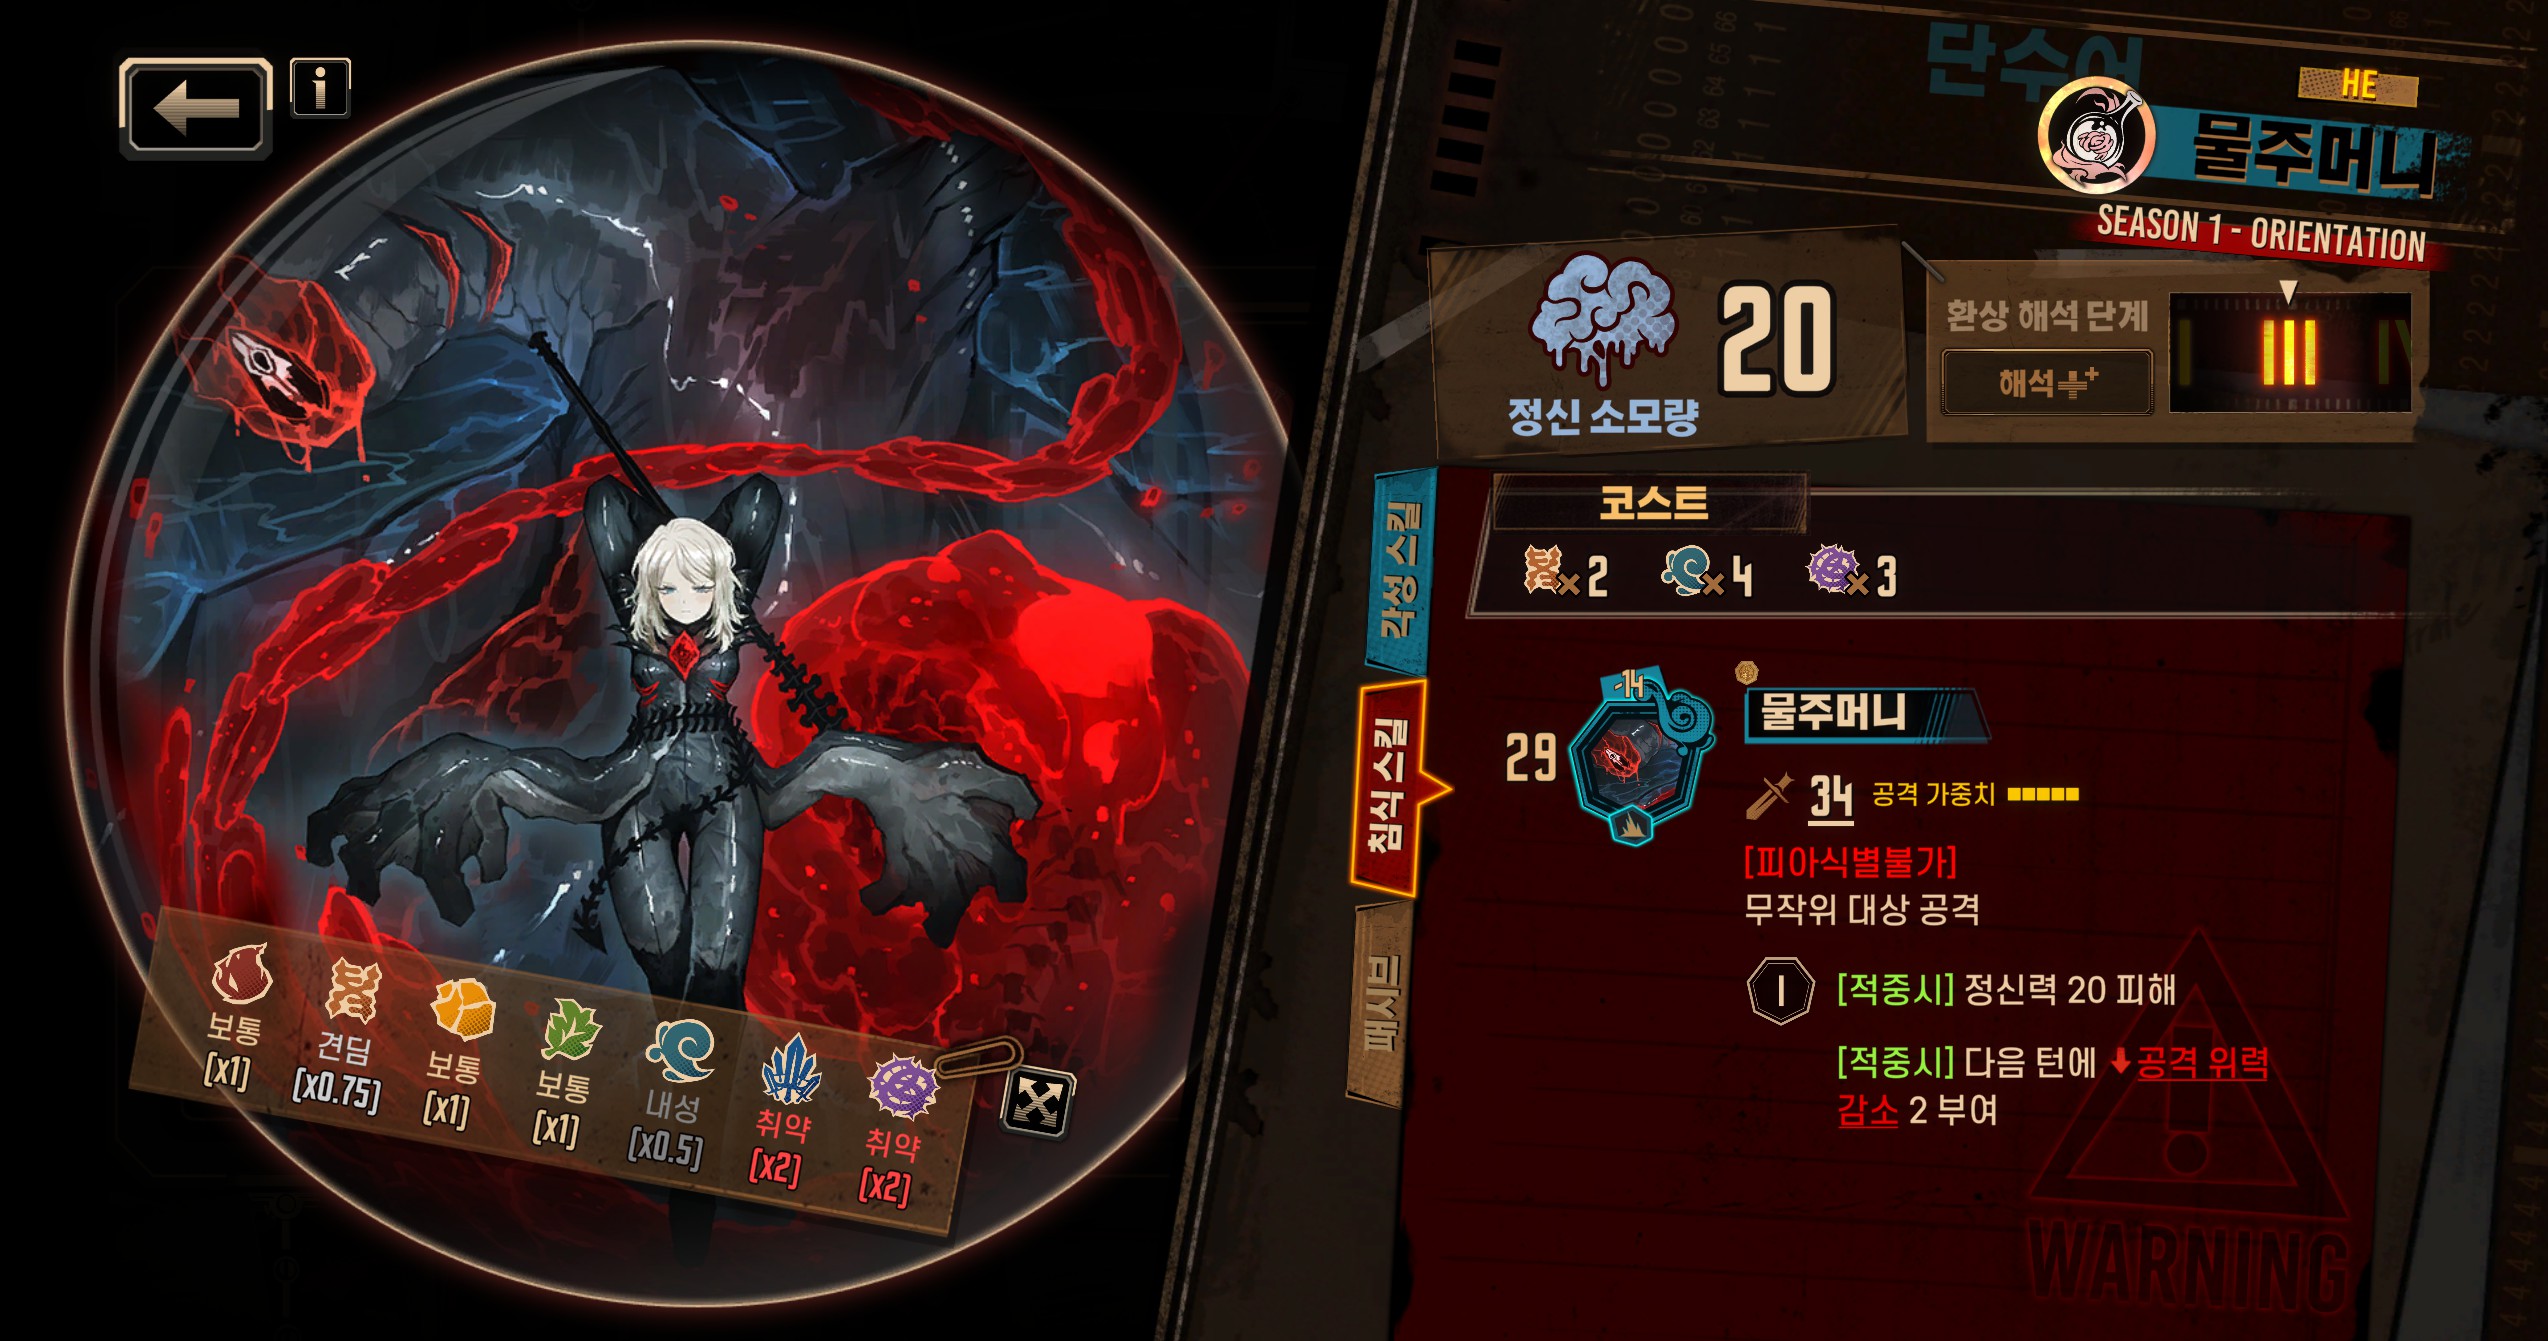 단수어
HE
물주머니
SEASON 1 - ORIENTATION
정신 소모량
20
환상 해석 단계
해석
III
각성 스킬
침식 스킬
패시브
코스트
×2 ×4 ×3
29
-14
물주머니
34 공격 가중치
[피아식별불가]
무작위 대상 공격
I
[적중시] 정신력 20 피해
[적중시] 다음 턴에 공격 위력
감소 2 부여
WARNING
보통
[x1]
견딤
[x0.75]
보통
[x1]
보통
[x1]
내성
[x0.5]
취약
[x2]
취약
[x2]